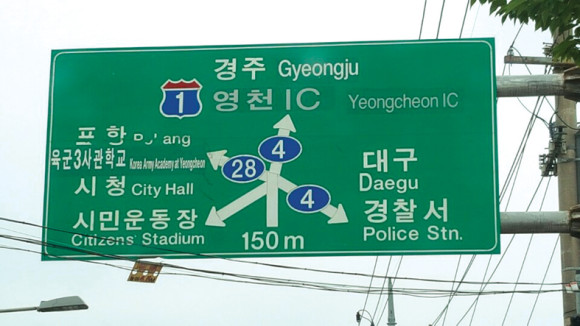 경주 Gyeongju
1 영천 IC Yeongcheon IC
포항
육군3사관학교 Korea Army Academy at Yeongcheon
시청 City Hall
시민운동장
Citizens' Stadium
4
28
4
150m
대구
Daegu
경찰서
Police Stn.